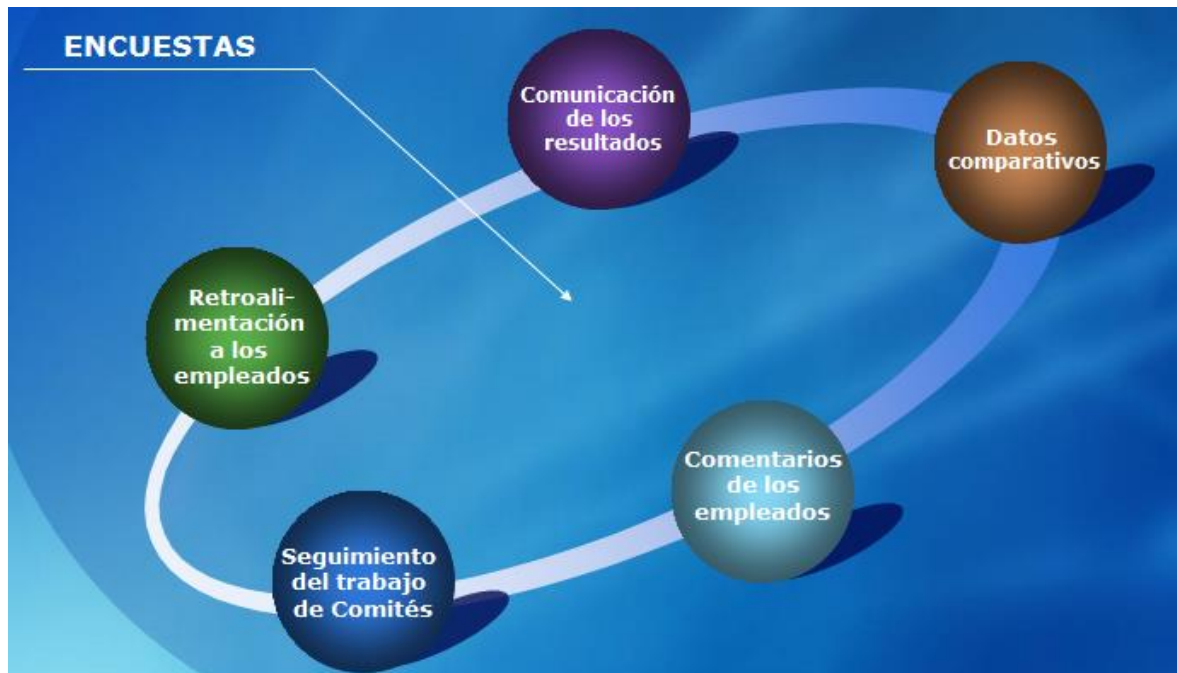 ENCUESTAS
Comunicación
de los
resultados
Datos
comparativos
Retroali-
mentación
a los
empleados
Comentarios
de los
empleados
Seguimiento
del trabajo
de Comités